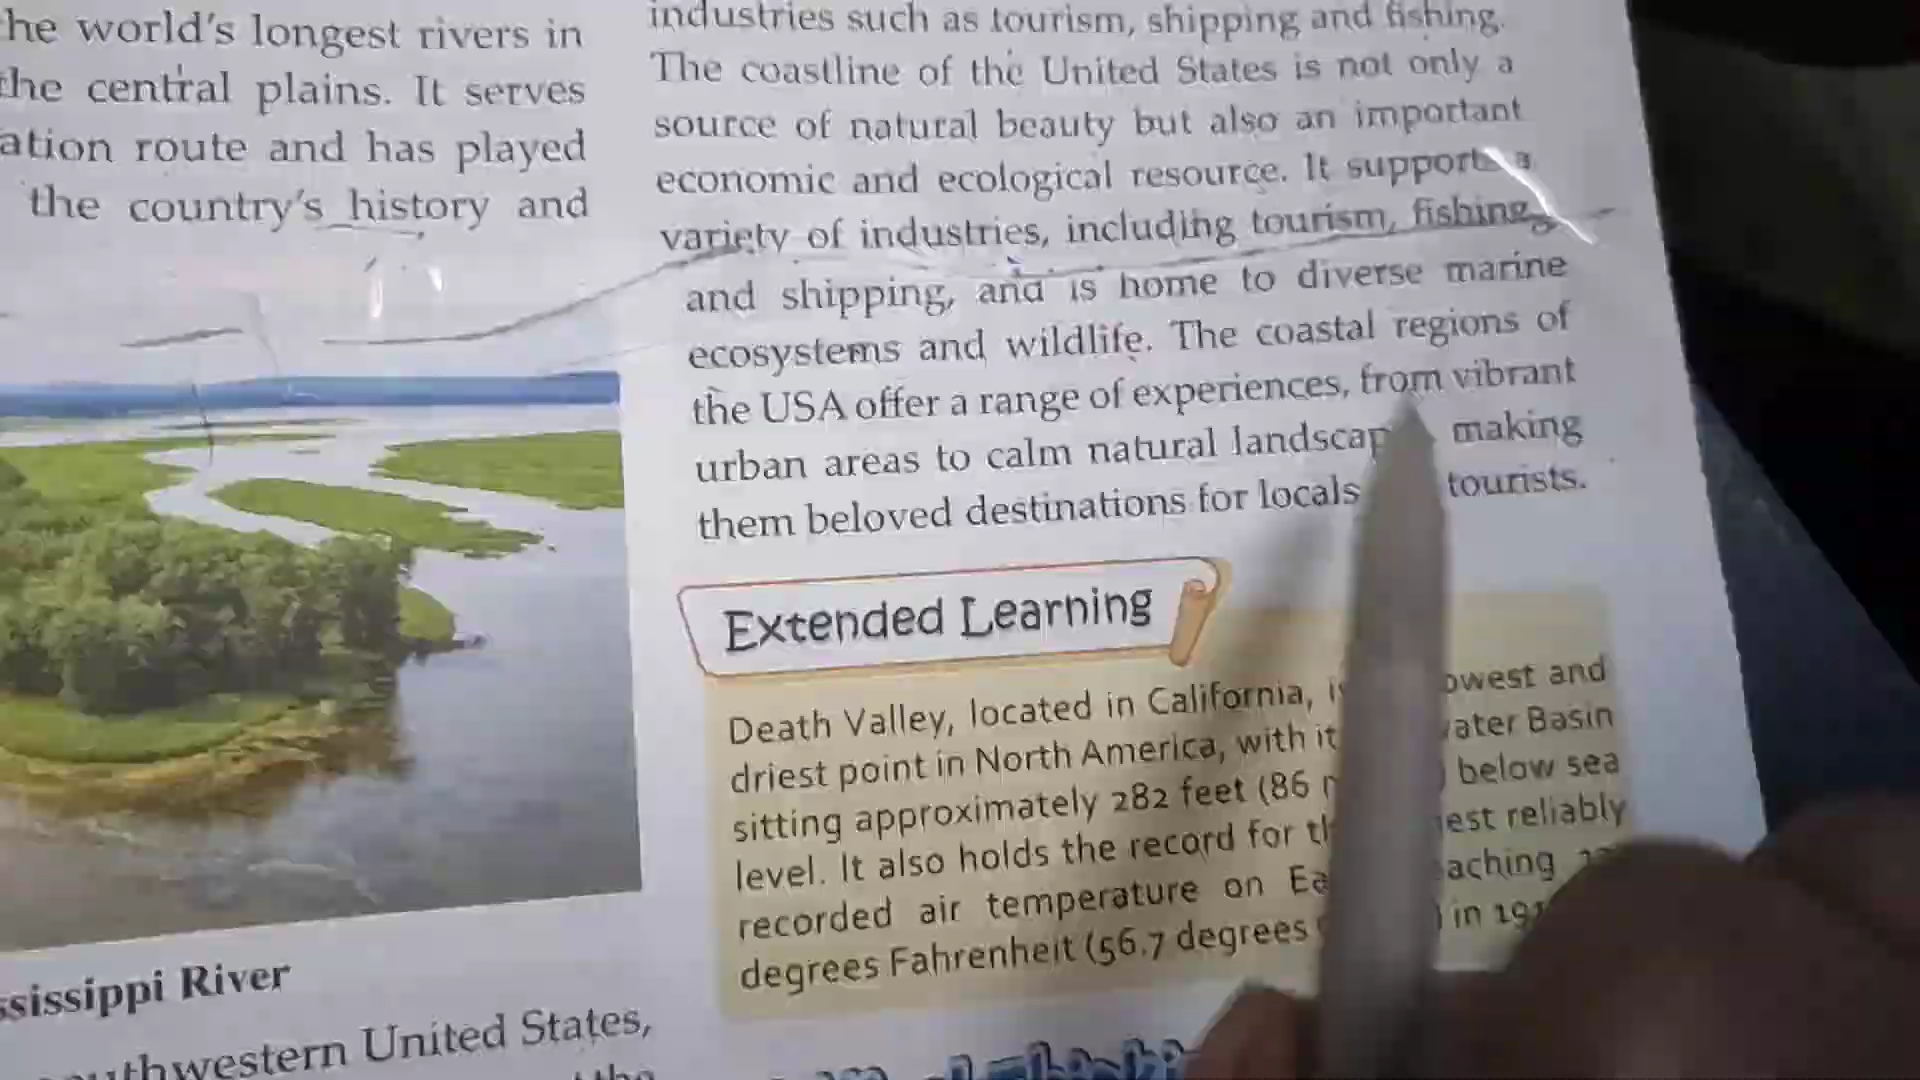 he world's longest rivers in
the central plains. It serves
ation route and has played
the country's history and
ssissippi River
uthwestern United States,
the
industries such as tourism, shipping and fishing.
The coastline of the United States is not only a
source of natural beauty but also an important
economic and ecological resource. It supports a
variety of industries, including tourism, fishing
and shipping, and is home to diverse marine
ecosystems and wildlife. The coastal regions of
the USA offer a range of experiences, from vibrant
urban areas to calm natural landscap making
them beloved destinations for locals tourists.
Extended Learning
Death Valley, located in California, owest and
driest point in North America, with it ater Basin
sitting approximately 282 feet (86 below sea
level. It also holds the record for th est reliably
recorded air temperature on Ea aching
degrees Fahrenheit (56.7 degrees in 191